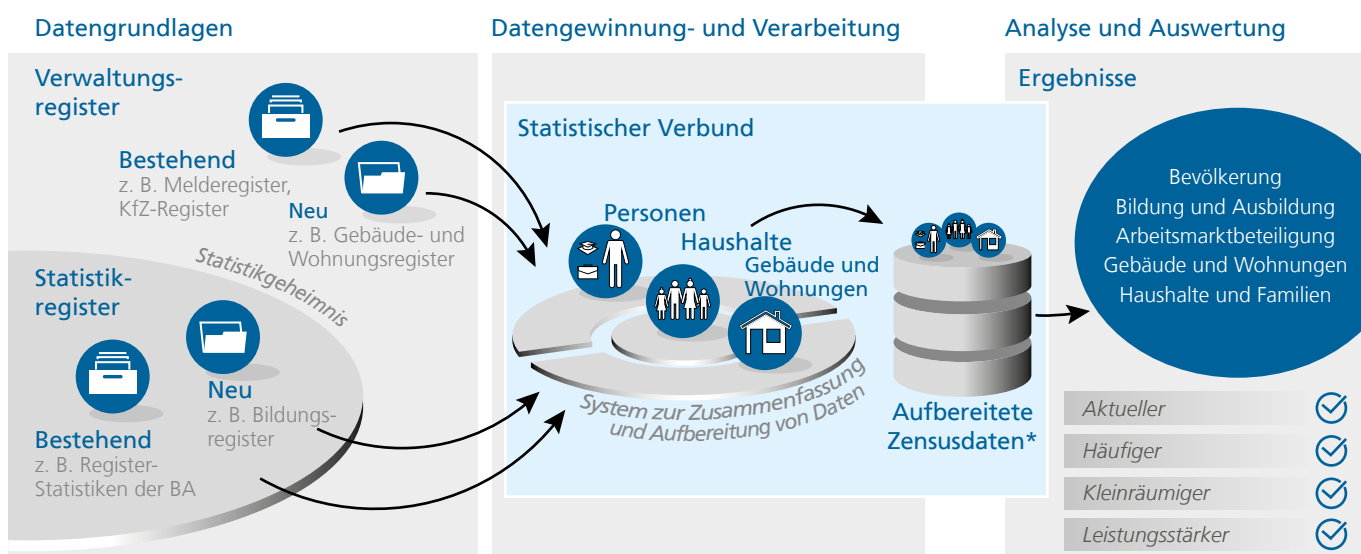 Datengrundlagen
Verwaltungs-
register
Bestehend
z. B. Melderegister,
KfZ-Register
Neu
z. B. Gebäude- und
Wohnungsregister
Statistikgeheimnis
Statistik-
register
Neu
z. B. Bildungs-
register
Bestehend
z. B. Register-
Statistiken der BA
Datengewinnung- und Verarbeitung
Statistischer Verbund
Personen
Haushalte
Gebäude und
Wohnungen
System zur Zusammenfassung
und Aufbereitung von Daten
Aufbereitete
Zensusdaten*
Analyse und Auswertung
Ergebnisse
Bevölkerung
Bildung und Ausbildung
Arbeitsmarktbeteiligung
Gebäude und Wohnungen
Haushalte und Familien
Aktueller
Häufiger
Kleinräumiger
Leistungsstärker